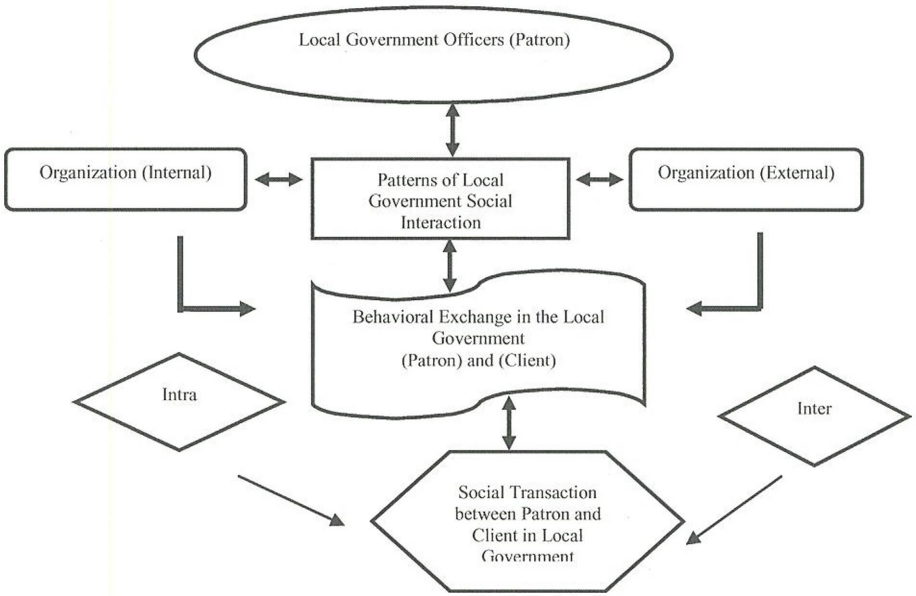 Local Government Officers (Patron)
Organization (Internal)
Patterns of Local
Government Social
Interaction
Organization (External)
Behavioral Exchange in the Local
Government
(Patron) and (Client)
Intra
Inter
Social Transaction
between Patron and
Client in Local
Government